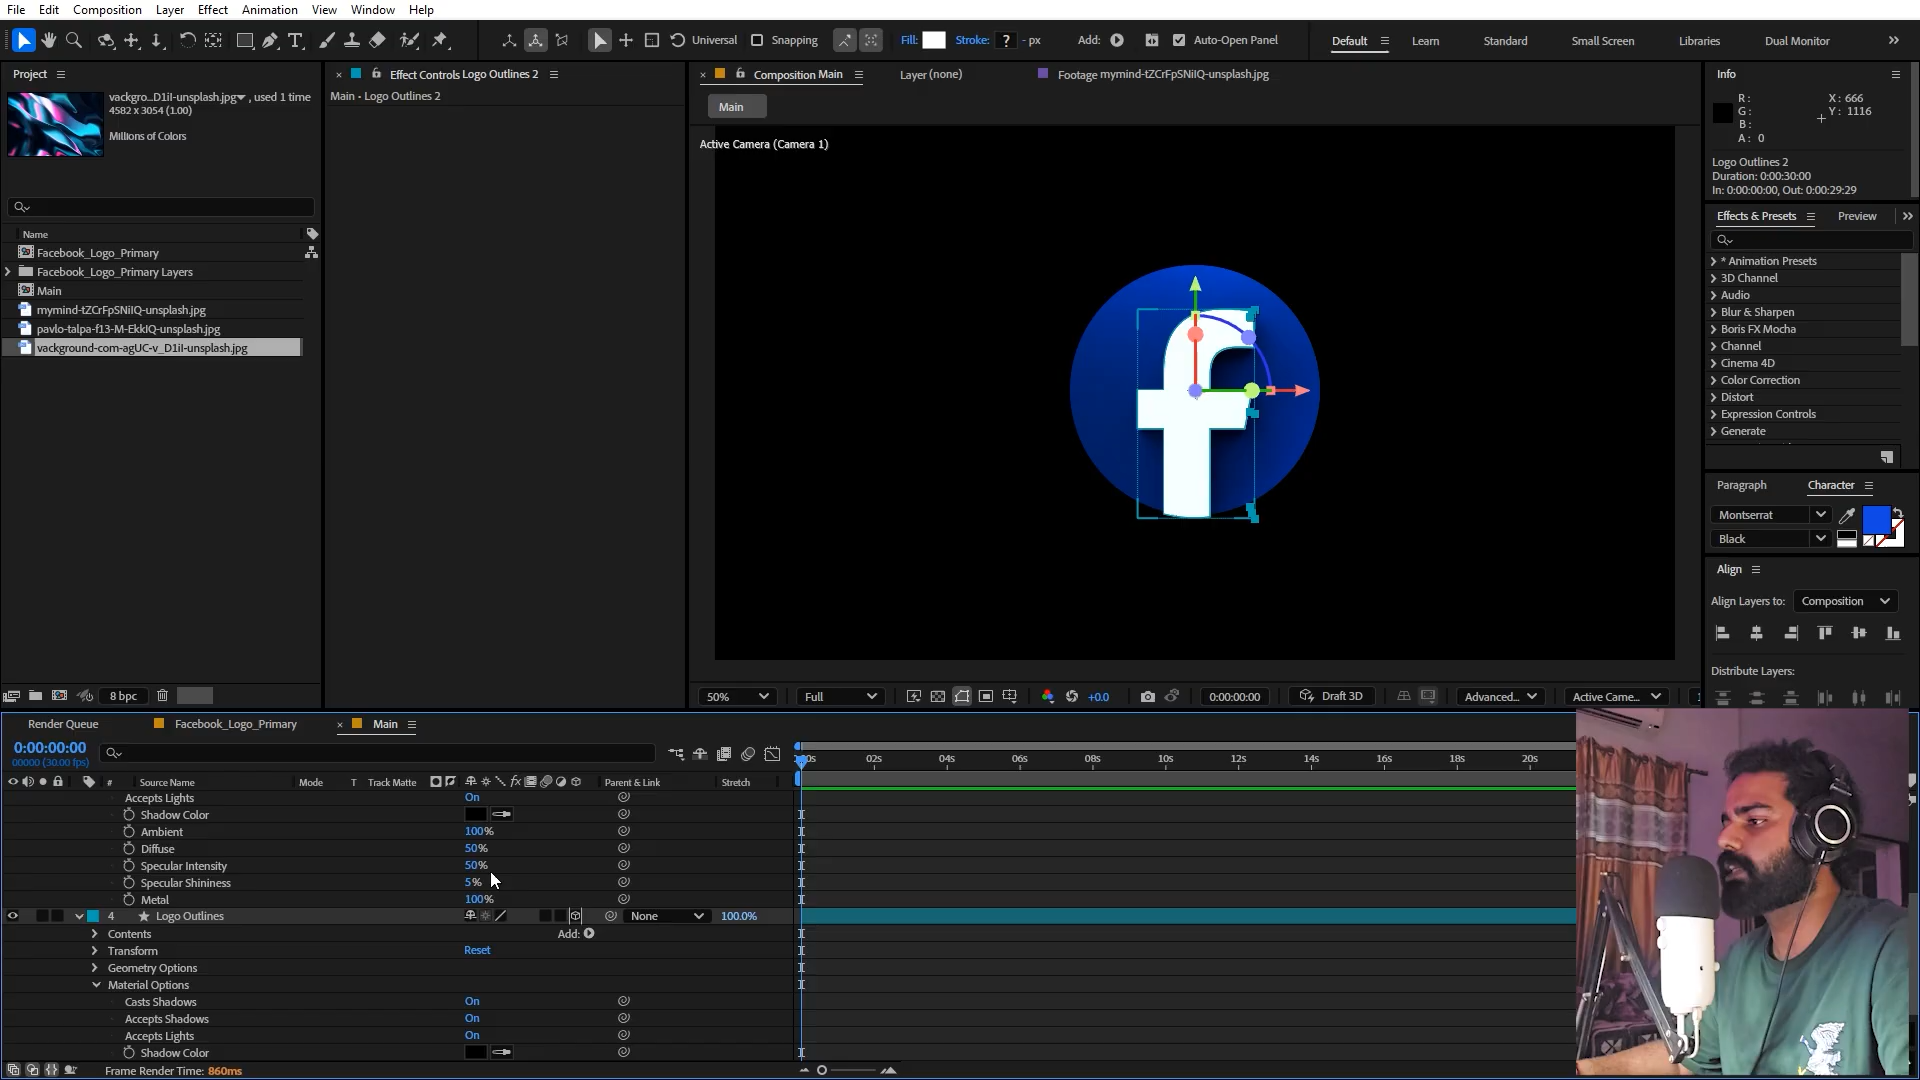 File Edit Composition Layer Effect Animation View Window Help
Universal Snapping Fill: Stroke: ? - px Add: Auto-Open Panel Default Learn Standard Small Screen Libraries Dual Monitor
Project
vackgro...D1iI-unsplash.jpg, used 1 time
4582 x 3054 (1.00)
Millions of Colors
Name
Facebook_Logo_Primary
Facebook_Logo_Primary Layers
Main
mymind-tZCrFpSNiIQ-unsplash.jpg
pavlo-talpa-f13-M-EkkIQ-unsplash.jpg
vackground-com-agUC-v_D1iI-unsplash.jpg
8 bpc
Effect Controls Logo Outlines 2
Main • Logo Outlines 2
Composition Main Layer (none) Footage mymind-tZCrFpSNiIQ-unsplash.jpg
Main
Active Camera (Camera 1)
50% Full +0.0 0:00:00:00 Draft 3D Advanced... Active Came... 1
Info
R: X: 666
G: Y: 1116
B:
A: 0
Logo Outlines 2
Duration: 0:00:30:00
In: 0:00:00:00, Out: 0:00:29:29
Effects & Presets Preview
* Animation Presets
3D Channel
Audio
Blur & Sharpen
Boris FX Mocha
Channel
Cinema 4D
Color Correction
Distort
Expression Controls
Generate
Paragraph Character
Montserrat
Black
Align
Align Layers to: Composition
Distribute Layers:
Render Queue Facebook_Logo_Primary Main
0:00:00:00
00000 (30.00 fps)
:00s 02s 04s 06s 08s 10s 12s 14s 16s 18s 20s
# Source Name Mode T Track Matte fx Parent & Link Stretch
Accepts Lights On
Shadow Color
Ambient 100%
Diffuse 50%
Specular Intensity 50%
Specular Shininess 5%
Metal 100%
4 Logo Outlines None 100.0%
Contents Add:
Transform Reset
Geometry Options
Material Options
Casts Shadows On
Accepts Shadows On
Accepts Lights On
Shadow Color
Frame Render Time: 860ms